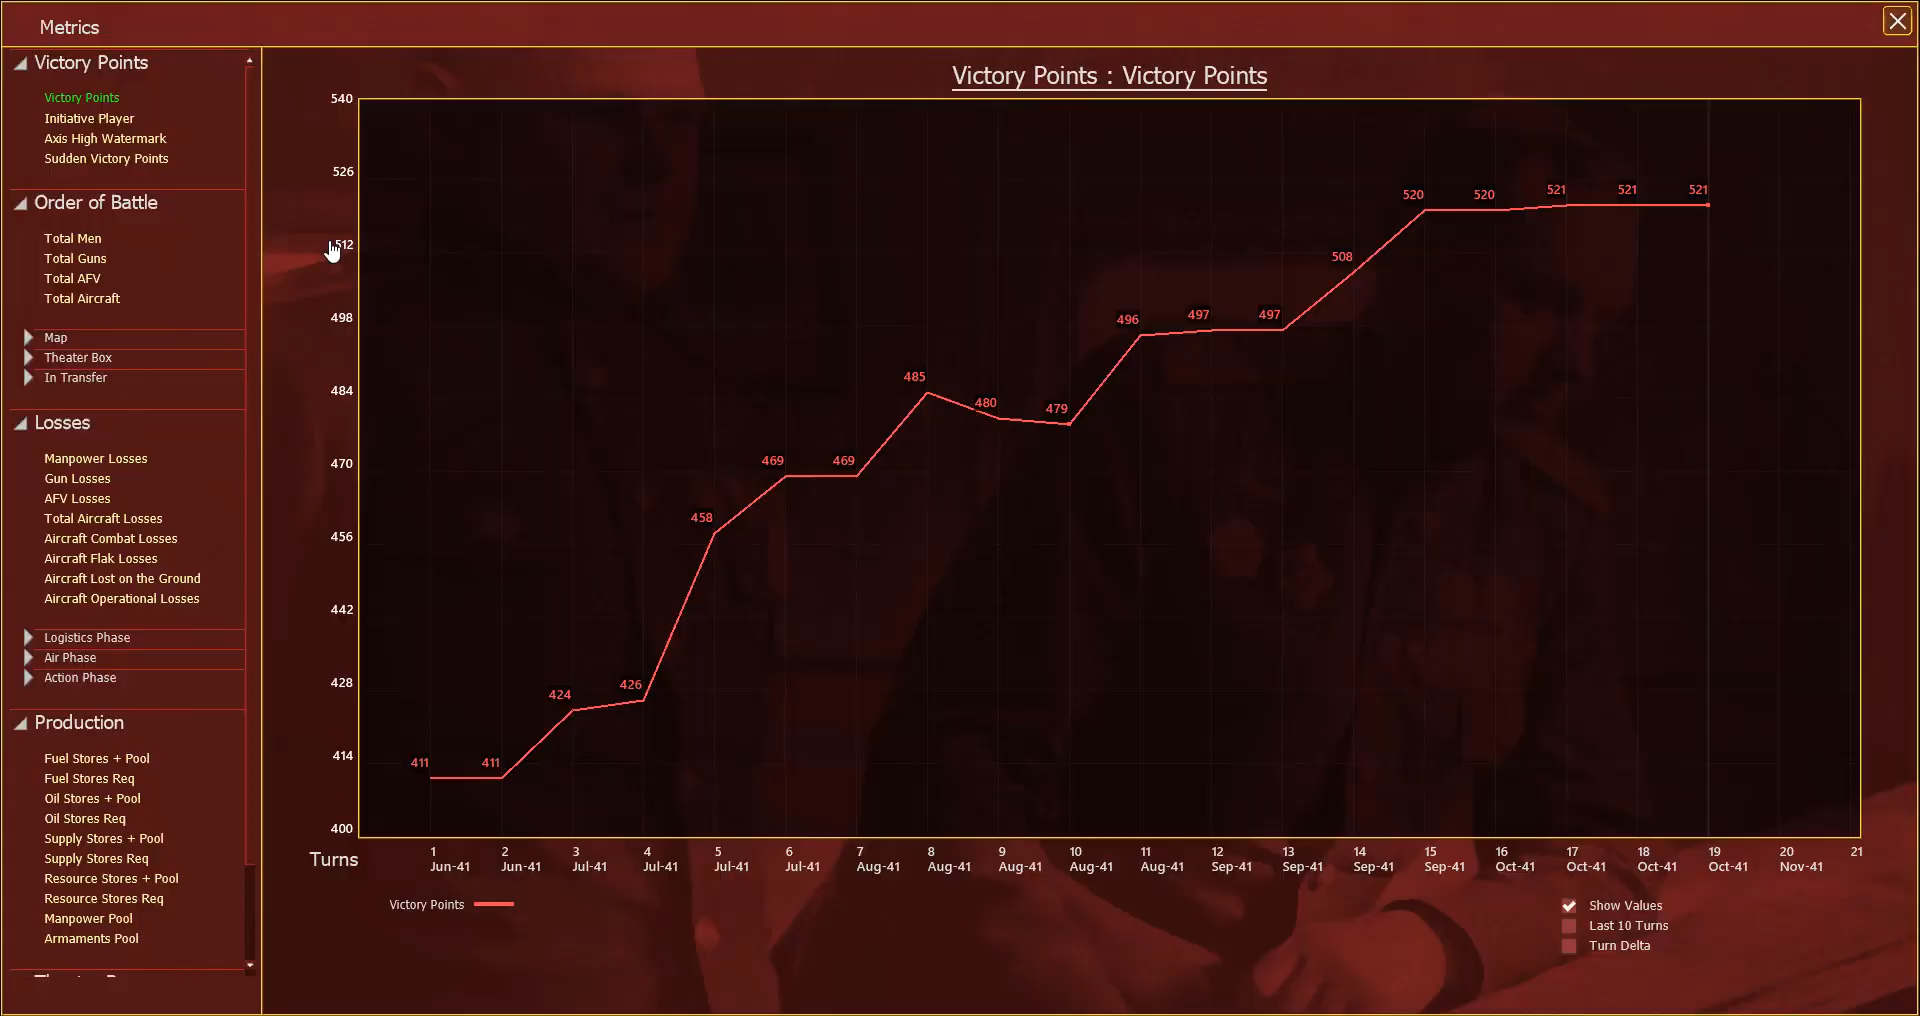 Metrics
Victory Points
Victory Points
Initiative Player
Axis High Watermark
Sudden Victory Points
Order of Battle
Total Men
Total Guns
Total AFV
Total Aircraft
Map
Theater Box
In Transfer
Losses
Manpower Losses
Gun Losses
AFV Losses
Total Aircraft Losses
Aircraft Combat Losses
Aircraft Flak Losses
Aircraft Lost on the Ground
Aircraft Operational Losses
Logistics Phase
Air Phase
Action Phase
Production
Fuel Stores + Pool
Fuel Stores Req
Oil Stores + Pool
Oil Stores Req
Supply Stores + Pool
Supply Stores Req
Resource Stores + Pool
Resource Stores Req
Manpower Pool
Armaments Pool
Victory Points : Victory Points
540
526
512
498
484
470
456
442
428
414
400
411 411 424 426 458 469 469 485 480 479 496 497 497 508 520 520 521 521 521
Turns
1 2 3 4 5 6 7 8 9 10 11 12 13 14 15 16 17 18 19 20 21
Jun-41 Jun-41 Jul-41 Jul-41 Jul-41 Jul-41 Aug-41 Aug-41 Aug-41 Aug-41 Aug-41 Sep-41 Sep-41 Sep-41 Sep-41 Oct-41 Oct-41 Oct-41 Oct-41 Nov-41
Victory Points
Show Values
Last 10 Turns
Turn Delta